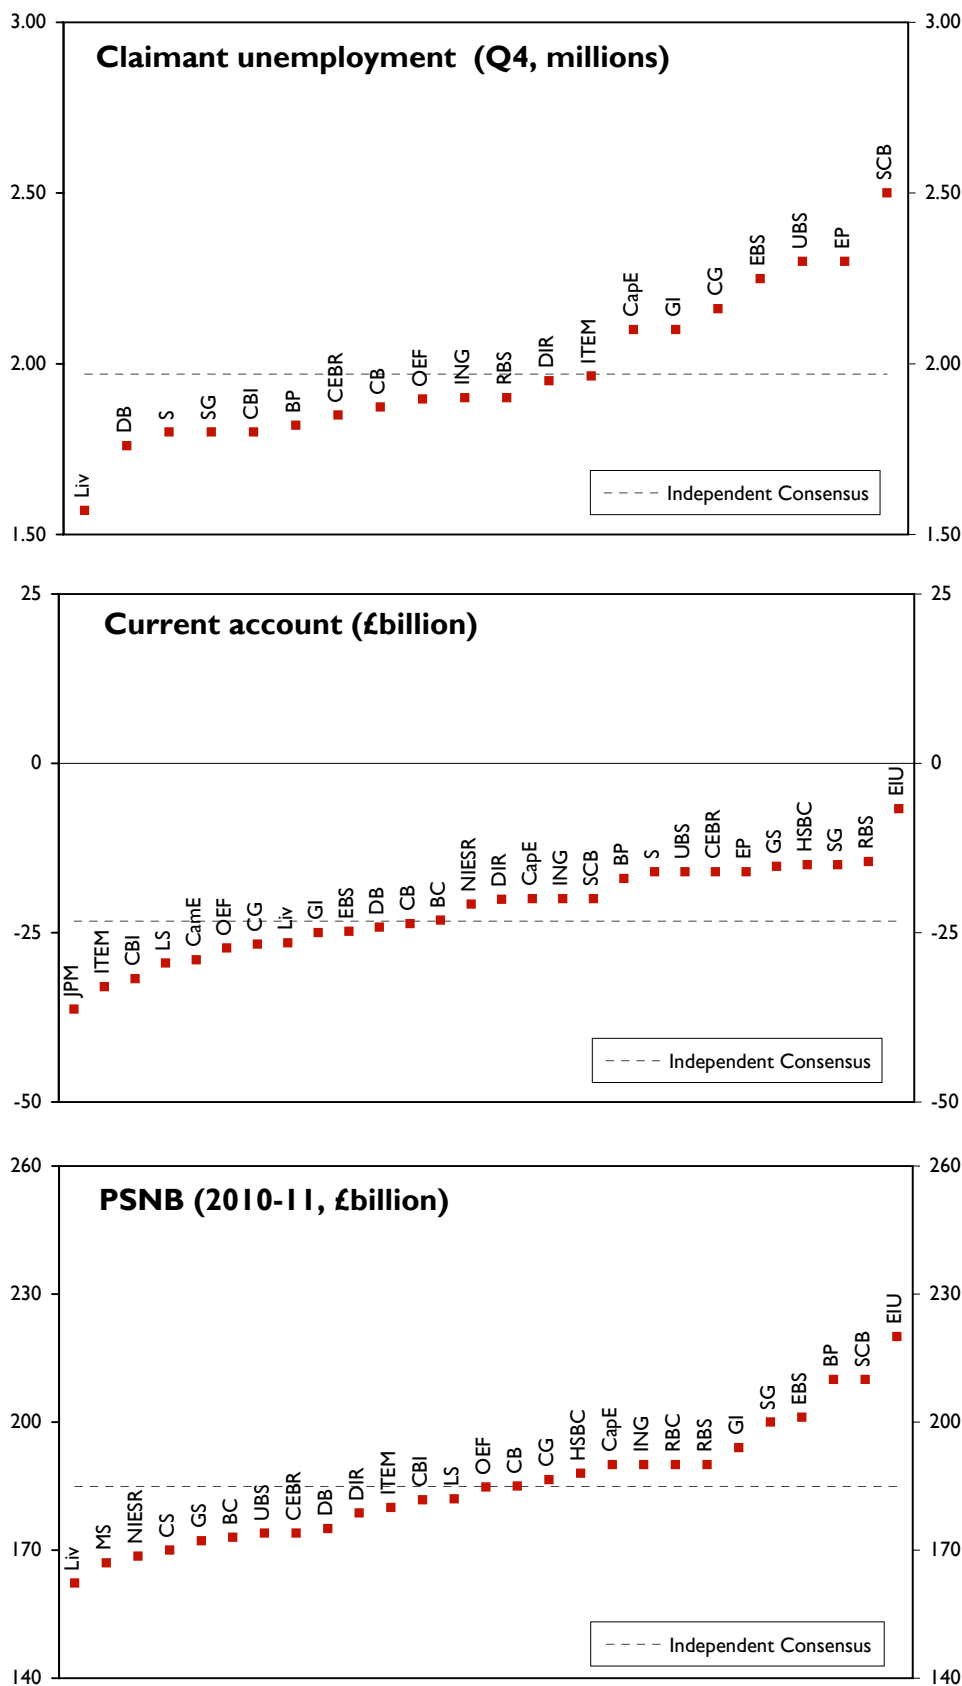 3.00
3.00
Claimant unemployment (Q4, millions)
2.50
2.50
2.00
2.00
1.50
1.50
Liv
DB
S
SG
CBI
BP
CEBR
CB
OEF
ING
RBS
DIR
ITEM
CapE
GI
CG
EBS
UBS
EP
SCB
Independent Consensus
25
25
Current account (£billion)
0
0
-25
-25
-50
-50
JPM
ITEM
CBI
LS
CamE
OEF
CG
Liv
GI
EBS
DB
CB
BC
NIESR
DIR
CapE
ING
SCB
BP
S
UBS
CEBR
EP
GS
HSBC
SG
RBS
EIU
Independent Consensus
260
260
PSNB (2010-11, £billion)
230
230
200
200
170
170
140
140
Liv
MS
NIESR
CS
GS
BC
UBS
CEBR
DB
DIR
ITEM
CBI
LS
OEF
CB
CG
HSBC
CapE
ING
RBC
RBS
GI
SG
EBS
BP
SCB
EIU
Independent Consensus